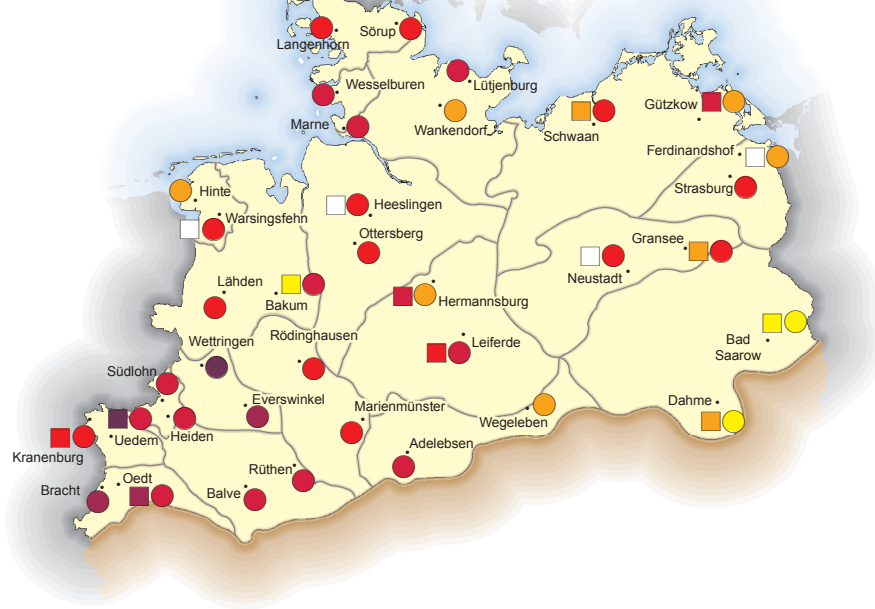 Sörup
Langenhorn
Wesselburen
Lütjenburg
Marne
Wankendorf
Schwaan
Gützkow
Ferdinandshof
Strasburg
Hinte
Warsingsfehn
Heeslingen
Ottersberg
Gransee
Neustadt
Lähden
Bakum
Hermannsburg
Bad
Saarow
Wettringen
Rödinghausen
Leiferde
Südlohn
Everswinkel
Marienmünster
Wegeleben
Dahme
Uedem
Heiden
Kranenburg
Adelebsen
Bracht
Oedt
Rüthen
Balve